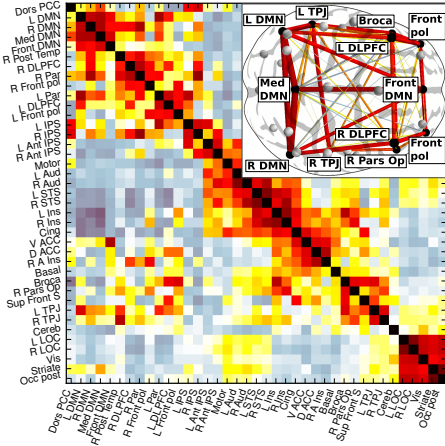 Dors PCC
L DMN
R DMN
Med DMN
Front DMN
R Post Temp
R DLPFC
R Par
R Front pol
L Par
L DLPFC
L Front pol
L IPS
R IPS
L Ant IPS
R Ant IPS
Motor
L Aud
R Aud
L STS
R STS
L Ins
R Ins
Cing
V ACC
D ACC
R A Ins
Basal
Broca
R Pars Op
Sup Front S
L TPJ
R TPJ
Cereb
L LOC
R LOC
Vis
Striate
Occ post
L DMN
L TPJ
Broca
Front
pol
L DLPFC
Med
DMN
Front
DMN
R DLPFC
R DMN
R TPJ
R Pars Op
Front
pol
Dors PCC
L DMN
R DMN
Med DMN
Front DMN
R Post Temp
R DLPFC
R Par
R Front pol
L Par
L DLPFC
L Front pol
L IPS
R IPS
L Ant IPS
R Ant IPS
Motor
L Aud
R Aud
L STS
R STS
L Ins
R Ins
Cing
V ACC
D ACC
R A Ins
Basal
Broca
R Pars Op
Sup Front S
L TPJ
R TPJ
Cereb
L LOC
R LOC
Vis
Striate
Occ post